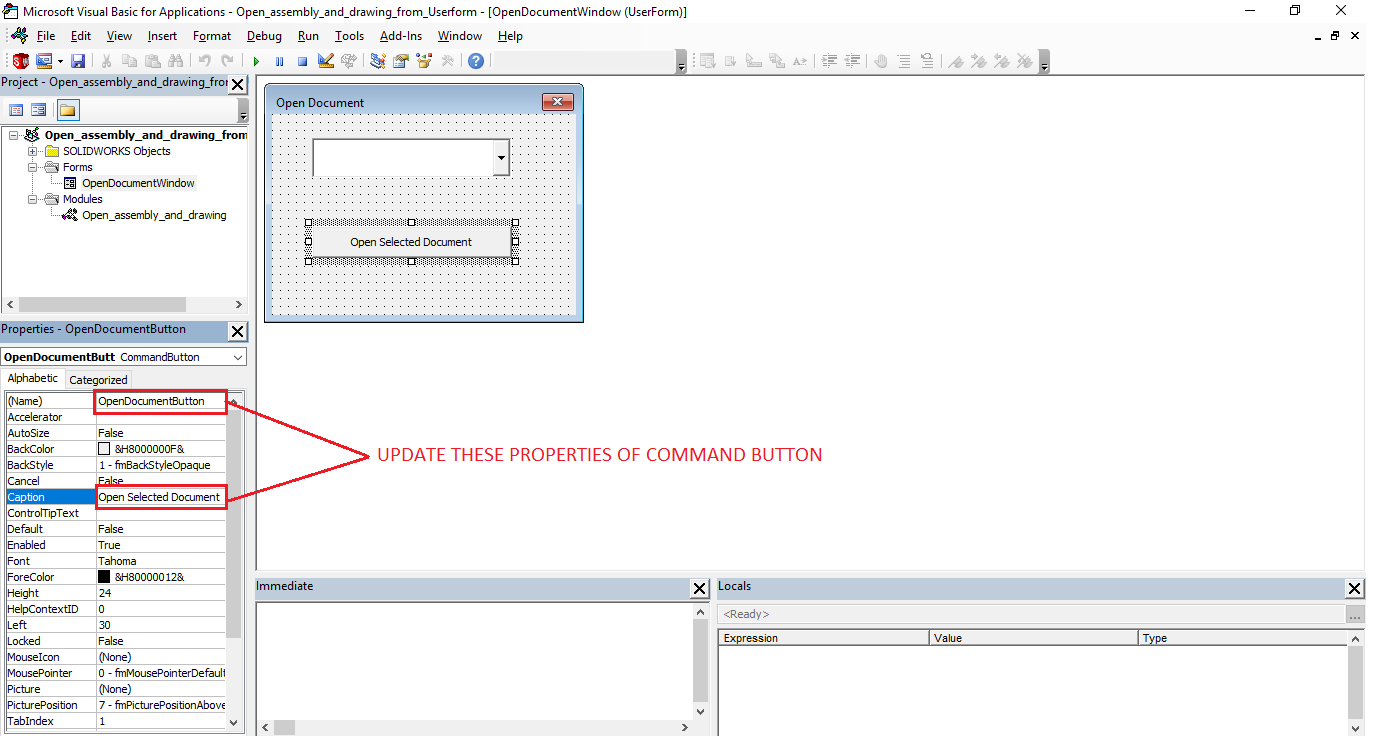 Microsoft Visual Basic for Applications - Open_assembly_and_drawing_from_Userform - [OpenDocumentWindow (UserForm)]
File Edit View Insert Format Debug Run Tools Add-Ins Window Help
Project - Open_assembly_and_drawing_fro
Open_assembly_and_drawing_from
SOLIDWORKS Objects
Forms
OpenDocumentWindow
Modules
Open_assembly_and_drawing
Open Document
Open Selected Document
Properties - OpenDocumentButton
OpenDocumentButt CommandButton
Alphabetic Categorized
(Name) OpenDocumentButton
Accelerator
AutoSize False
BackColor &H8000000F&
BackStyle 1 - fmBackStyleOpaque
Cancel False
Caption Open Selected Document
ControlTipText
Default False
Enabled True
Font Tahoma
ForeColor &H80000012&
Height 24
HelpContextID 0
Left 30
Locked False
MouseIcon (None)
MousePointer 0 - fmMousePointerDefault
Picture (None)
PicturePosition 7 - fmPicturePositionAbove
TabIndex 1
UPDATE THESE PROPERTIES OF COMMAND BUTTON
Immediate
Locals
<Ready>
...
Expression Value Type